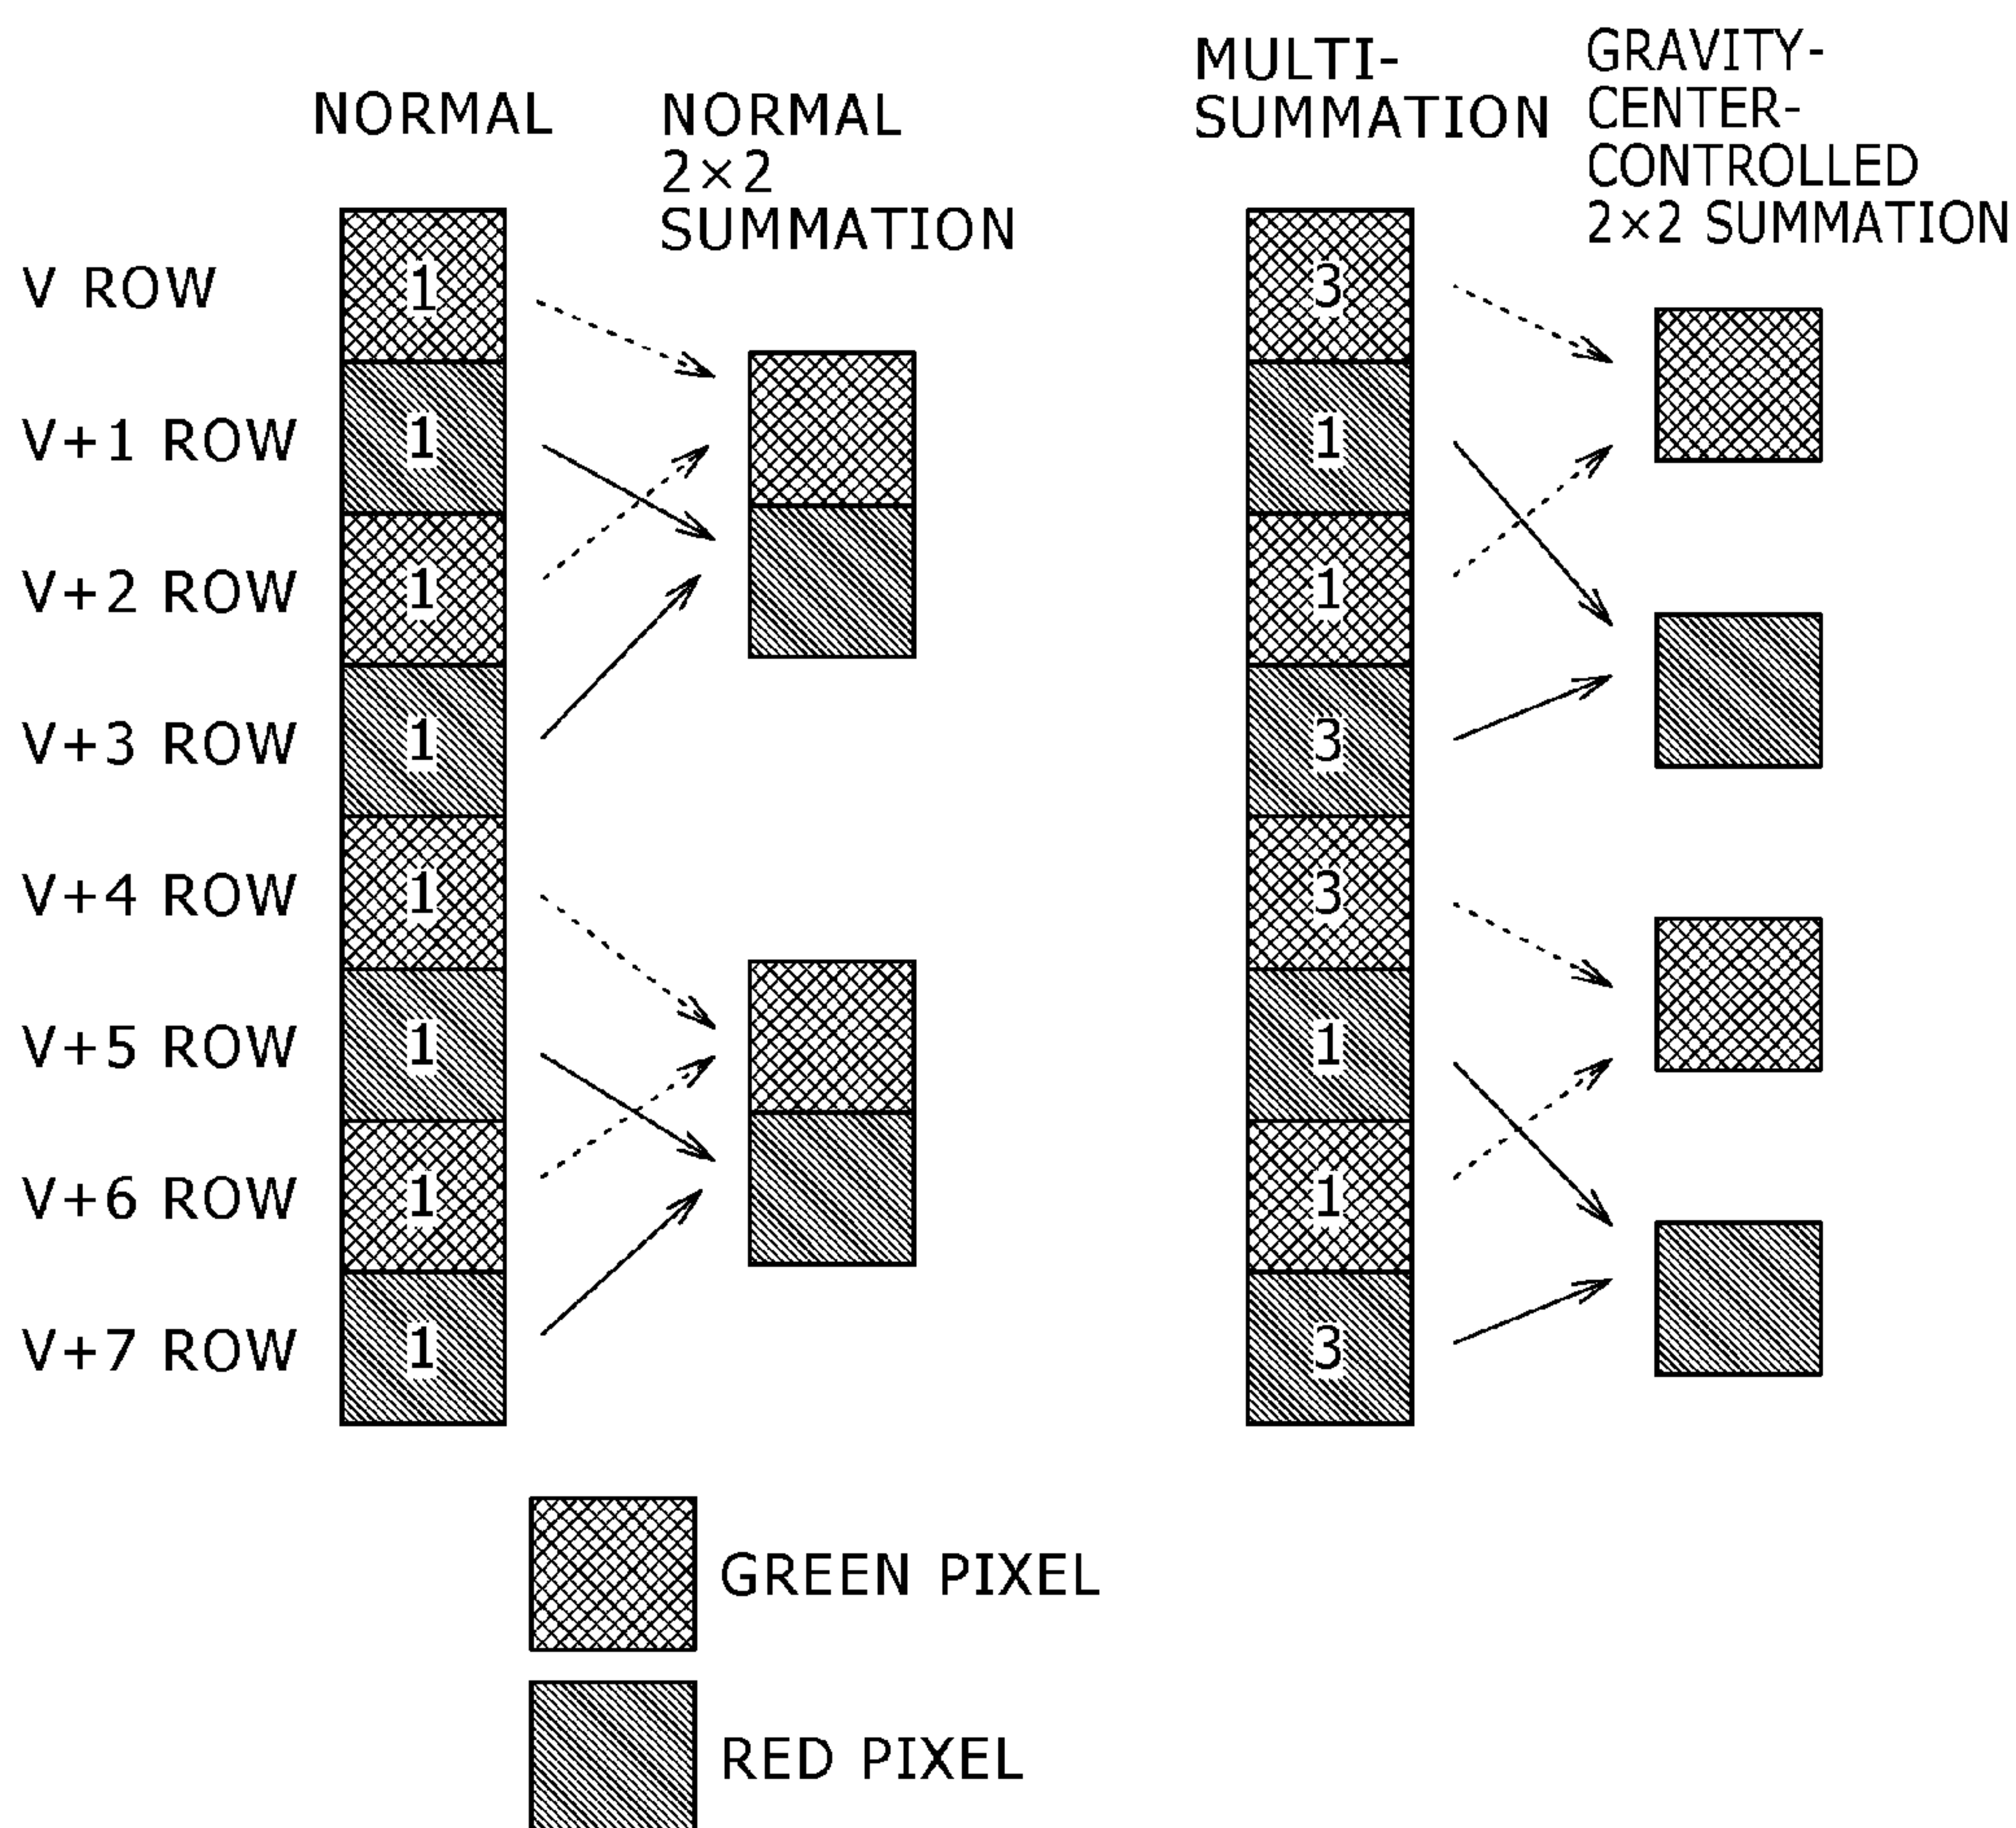 NORMAL
NORMAL
2×2
SUMMATION
MULTI-
SUMMATION
GRAVITY-
CENTER-
CONTROLLED
2×2 SUMMATION
V ROW
1
3
V+1 ROW
1
1
V+2 ROW
1
1
V+3 ROW
1
3
V+4 ROW
1
3
V+5 ROW
1
1
V+6 ROW
1
1
V+7 ROW
1
3
GREEN PIXEL
RED PIXEL